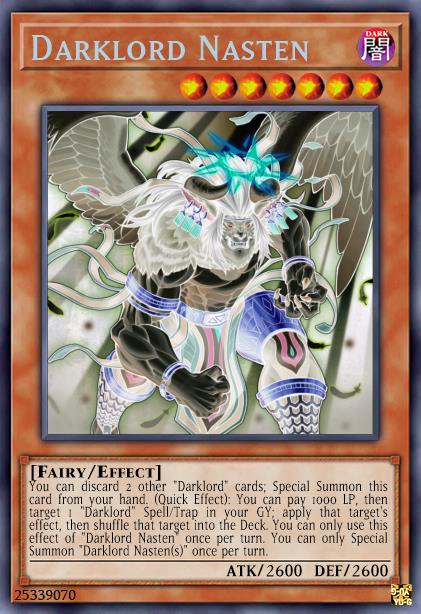 Darklord Nasten
DARK
闇
[Fairy/Effect]
You can discard 2 other "Darklord" cards; Special Summon this
card from your hand. (Quick Effect): You can pay 1000 LP, then
target 1 "Darklord" Spell/Trap in your GY; apply that target's
effect, then shuffle that target into the Deck. You can only use this
effect of "Darklord Nasten" once per turn. You can only Special
Summon "Darklord Nasten(s)" once per turn.
ATK/2600 DEF/2600
25339070